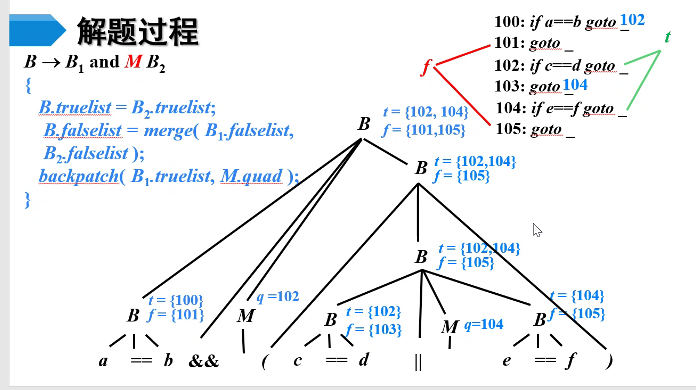 解题过程
B → B1 and M B2
{
B.truelist = B2.truelist;
B.falselist = merge( B1.falselist,
B2.falselist );
backpatch( B1.truelist, M.quad );
}
100: if a==b goto _102
101: goto _
102: if c==d goto _
103: goto _104
104: if e==f goto _
105: goto _
t
f
B t = {102, 104}
f = {101,105}
B t = {102,104}
f = {105}
B t = {102,104}
f = {105}
B t = {100}
f = {101}
M q =102
B t = {102}
f = {103}
M q=104
B t = {104}
f = {105}
a == b && ( c == d || e == f )